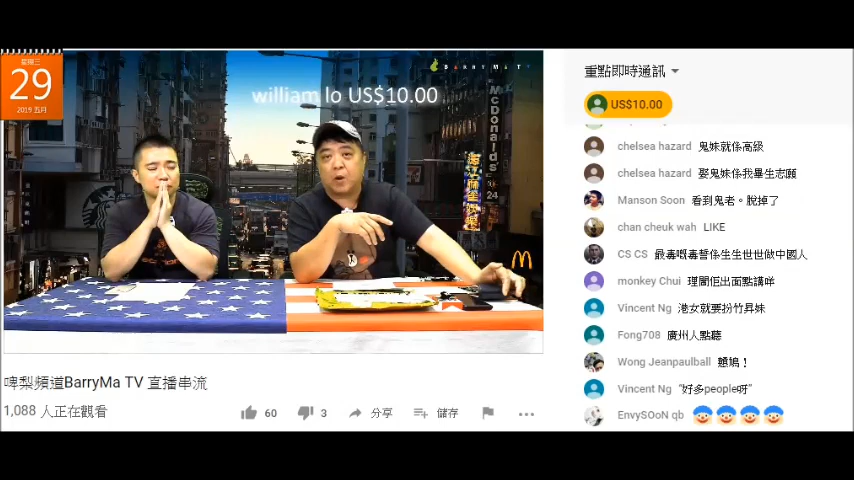 星期三
29
2019 五月
william lo US$10.00
BARRYMA TV
McDonalds
24
啤梨頻道BarryMa TV 直播串流
1,088 人正在觀看
60
3
分享
儲存
重點即時通訊
US$10.00
chelsea hazard 鬼妹就係高級
chelsea hazard 娶鬼妹係我畢生志願
Manson Soon 看到鬼老。脫掉了
chan cheuk wah LIKE
CS CS 最毒嘅毒誓係生生世世做中國人
monkey Chui 理閪佢出面點講咩
Vincent Ng 港女就要扮竹昇妹
Fong708 廣州人點聽
Wong Jeanpaulball 戇鳩！
Vincent Ng “好多people呀”
EnvySOoN qb